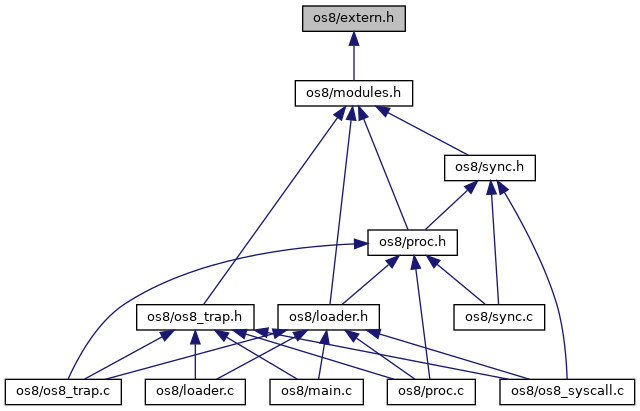 os8/extern.h
os8/modules.h
os8/sync.h
os8/proc.h
os8/os8_trap.h
os8/loader.h
os8/sync.c
os8/os8_trap.c
os8/loader.c
os8/main.c
os8/proc.c
os8/os8_syscall.c